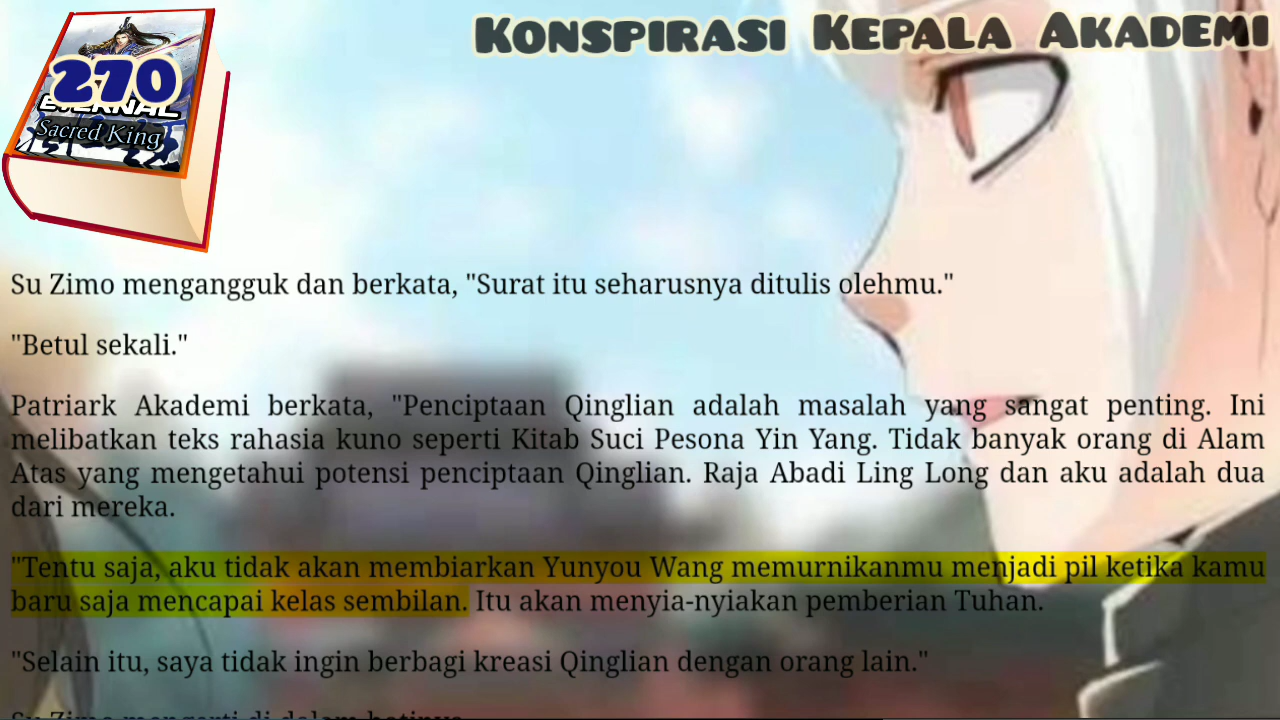 Konspirasi Kepala Akademi
270
ETERNAL
Sacred King
Su Zimo mengangguk dan berkata, "Surat itu seharusnya ditulis olehmu."
"Betul sekali."
Patriark Akademi berkata, "Penciptaan Qinglian adalah masalah yang sangat penting. Ini
melibatkan teks rahasia kuno seperti Kitab Suci Pesona Yin Yang. Tidak banyak orang di Alam
Atas yang mengetahui potensi penciptaan Qinglian. Raja Abadi Ling Long dan aku adalah dua
dari mereka.
"Tentu saja, aku tidak akan membiarkan Yunyou Wang memurnikanmu menjadi pil ketika kamu
baru saja mencapai kelas sembilan. Itu akan menyia-nyiakan pemberian Tuhan.
"Selain itu, saya tidak ingin berbagi kreasi Qinglian dengan orang lain."